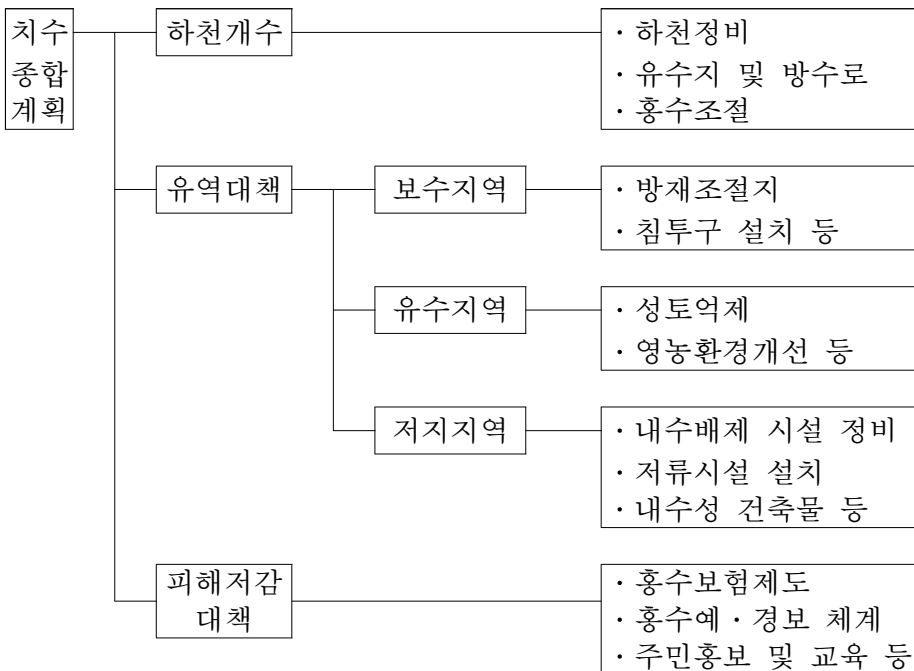 치수
종합
계획
하천개수
· 하천정비
· 유수지 및 방수로
· 홍수조절
유역대책
보수지역
· 방재조절지
· 침투구 설치 등
유수지역
· 성토억제
· 영농환경개선 등
저지지역
· 내수배제 시설 정비
· 저류시설 설치
· 내수성 건축물 등
피해저감
대책
· 홍수보험제도
· 홍수예 · 경보 체계
· 주민홍보 및 교육 등